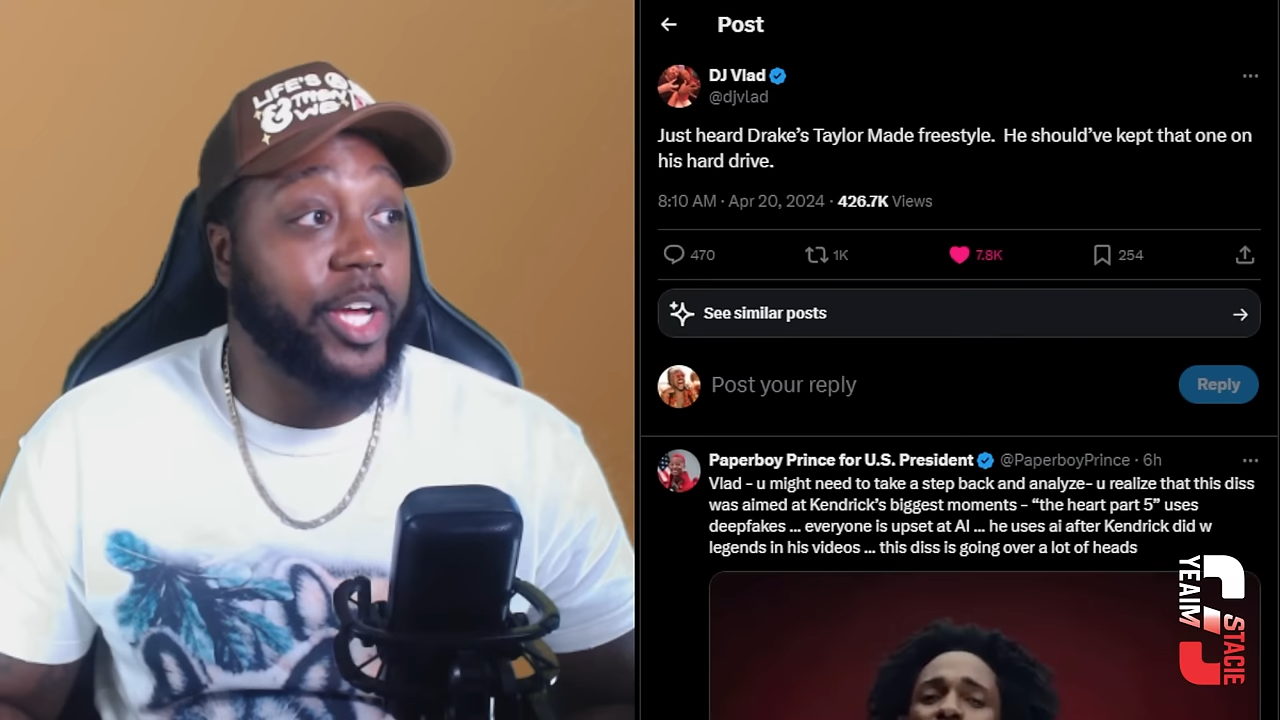 LIFE'S
&
Post
DJ Vlad
@djvlad
Just heard Drake's Taylor Made freestyle. He should've kept that one on
his hard drive.
8:10 AM · Apr 20, 2024 · 426.7K Views
470 1K 7.8K 254
See similar posts
Post your reply
Reply
Paperboy Prince for U.S. President @PaperboyPrince · 6h
Vlad - u might need to take a step back and analyze- u realize that this diss
was aimed at Kendrick's biggest moments - “the heart part 5” uses
deepfakes ... everyone is upset at AI ... he uses ai after Kendrick did w
legends in his videos ... this diss is going over a lot of heads
YEAIM
STACIE